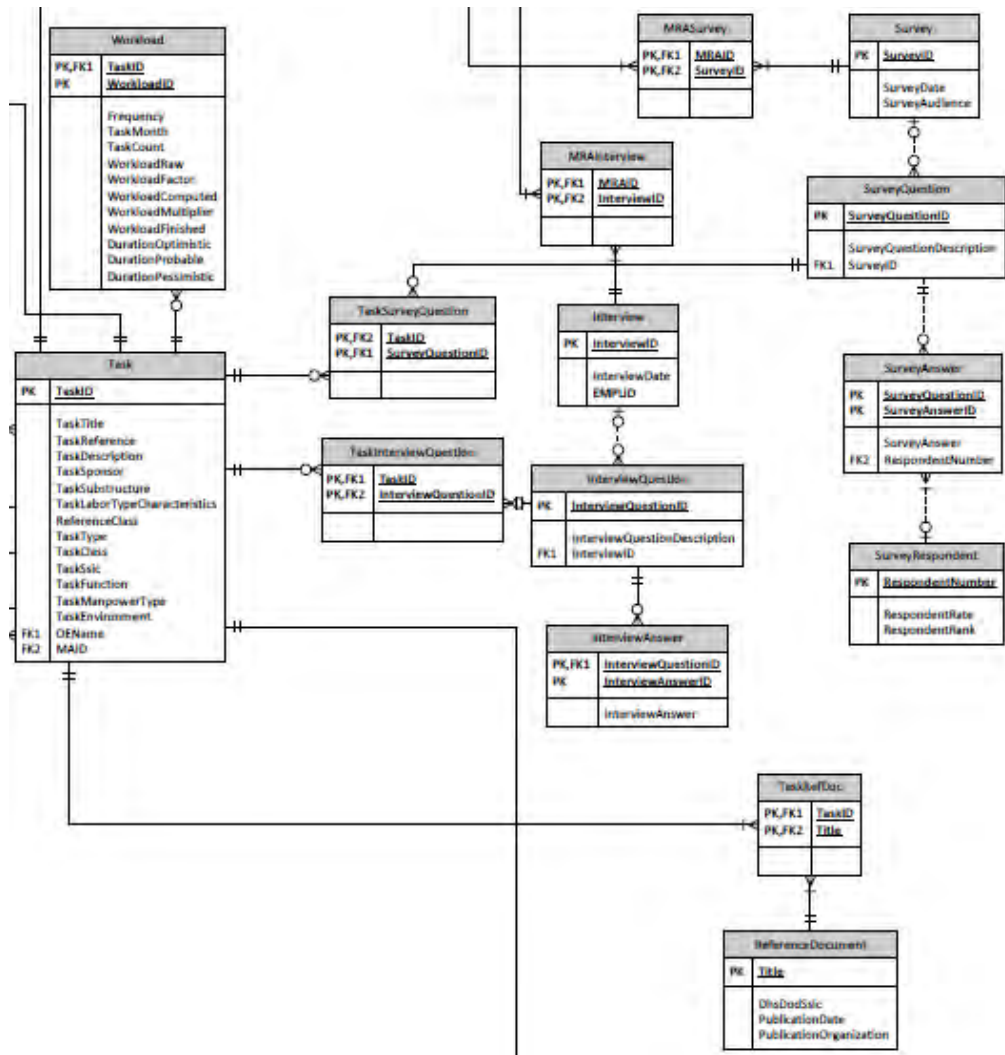 Workload
PK,FK1 TaskID
PK WorkloadID
Frequency
TaskMonth
TaskCount
WorkloadRaw
WorkloadFactor
WorkloadComputed
WorkloadMultiplier
WorkloadFinished
DurationOptimistic
DurationProbable
DurationPessimistic
MRASurvey
PK,FK1 MRAID
PK,FK2 SurveyID
Survey
PK SurveyID
SurveyDate
SurveyAudience
MRAInterview
PK,FK1 MRAID
PK,FK2 InterviewID
SurveyQuestion
PK SurveyQuestionID
SurveyQuestionDescription
FK1 SurveyID
TaskSurveyQuestion
PK,FK2 TaskID
PK,FK1 SurveyQuestionID
Interview
PK InterviewID
InterviewDate
EMPLID
Task
PK TaskID
TaskTitle
TaskReference
TaskDescription
TaskSponsor
TaskSubstructure
TaskLaborTypeCharacteristics
ReferenceClass
TaskType
TaskClass
TaskSsic
TaskFunction
TaskManpowerType
TaskEnvironment
FK1 OEName
FK2 MAID
SurveyAnswer
PK SurveyQuestionID
PK SurveyAnswerID
SurveyAnswer
FK2 RespondentNumber
TaskInterviewQuestion
PK,FK1 TaskID
PK,FK2 InterviewQuestionID
InterviewQuestion
PK InterviewQuestionID
InterviewQuestionDescription
FK1 InterviewID
SurveyRespondent
PK RespondentNumber
RespondentRate
RespondentRank
InterviewAnswer
PK,FK1 InterviewQuestionID
PK InterviewAnswerID
InterviewAnswer
TaskRefDoc
PK,FK1 TaskID
PK,FK2 Title
ReferenceDocument
PK Title
DhsDodSsic
PublicationDate
PublicationOrganization